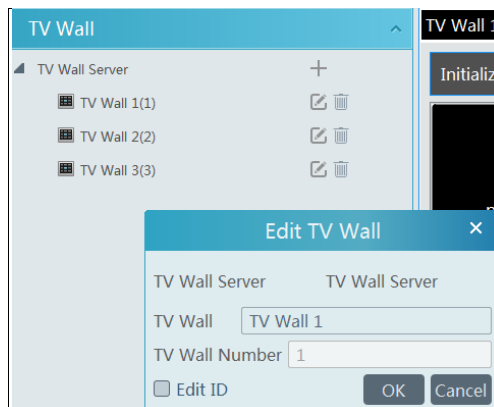 TV Wall
TV Wall 1
TV Wall Server
Initializ
TV Wall 1(1)
TV Wall 2(2)
TV Wall 3(3)
Edit TV Wall
TV Wall Server TV Wall Server
TV Wall TV Wall 1
TV Wall Number 1
Edit ID OK Cancel